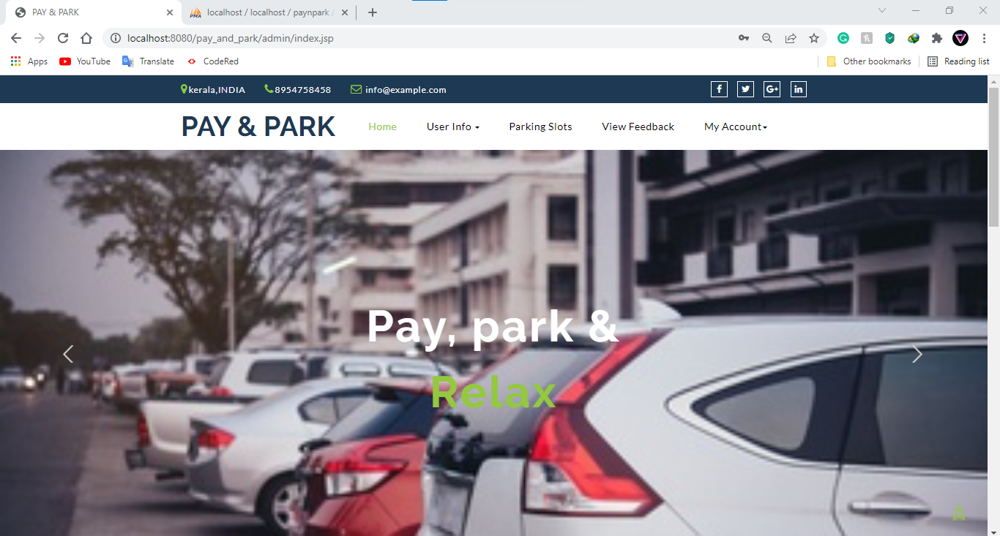 PAY & PARK
localhost / localhost / paynpark /
localhost:8080/pay_and_park/admin/index.jsp
Apps YouTube Translate CodeRed Other bookmarks Reading list
kerala,INDIA 8954758458 info@example.com
PAY & PARK Home User Info Parking Slots View Feedback My Account
Pay, park &
Relax